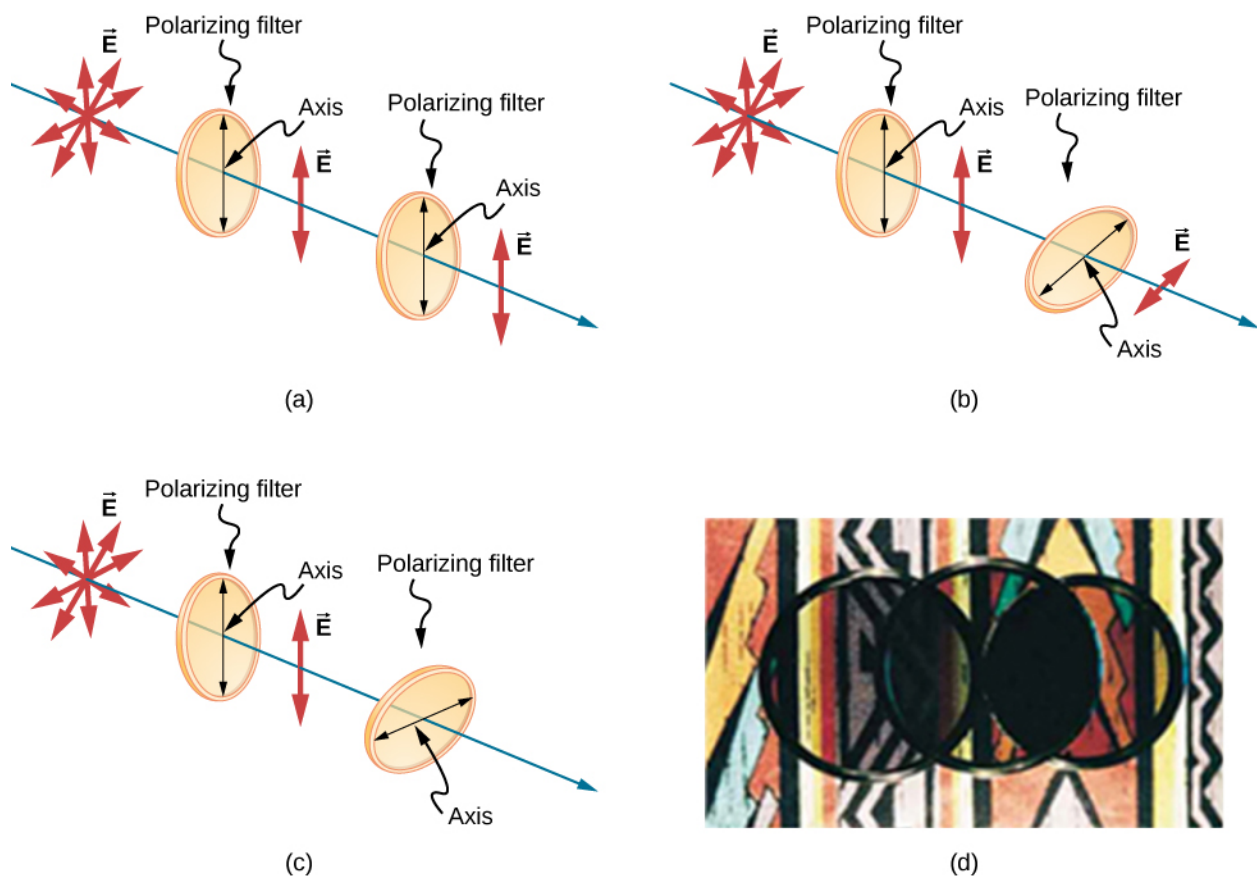 Polarizing filter
E⃗
Axis
Polarizing filter
E⃗
Axis
E⃗
(a)
Polarizing filter
E⃗
Axis
Polarizing filter
E⃗
E⃗
Axis
(b)
Polarizing filter
E⃗
Axis
Polarizing filter
E⃗
Axis
(c)
(d)